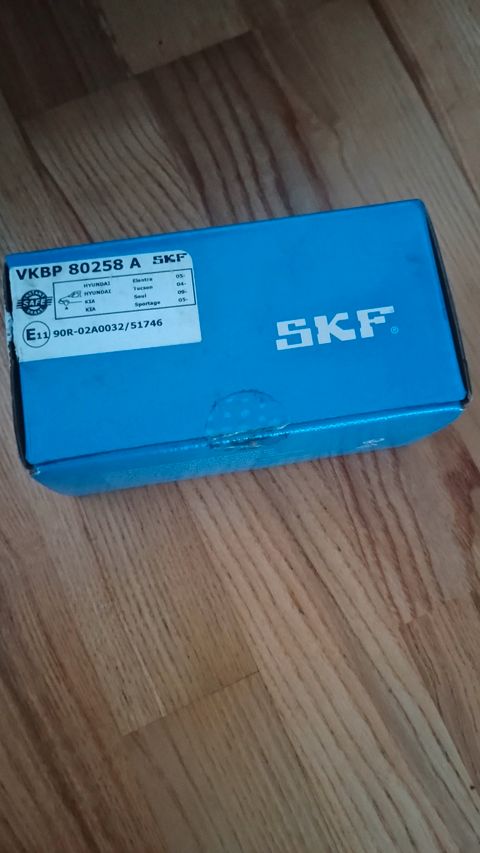 VKBP 80258 A SKF
HYUNDAI Elantra 05-
HYUNDAI Tucson 04-
KIA Soul 09-
KIA Sportage 05-
E11 90R-02A0032/51746
SKF®